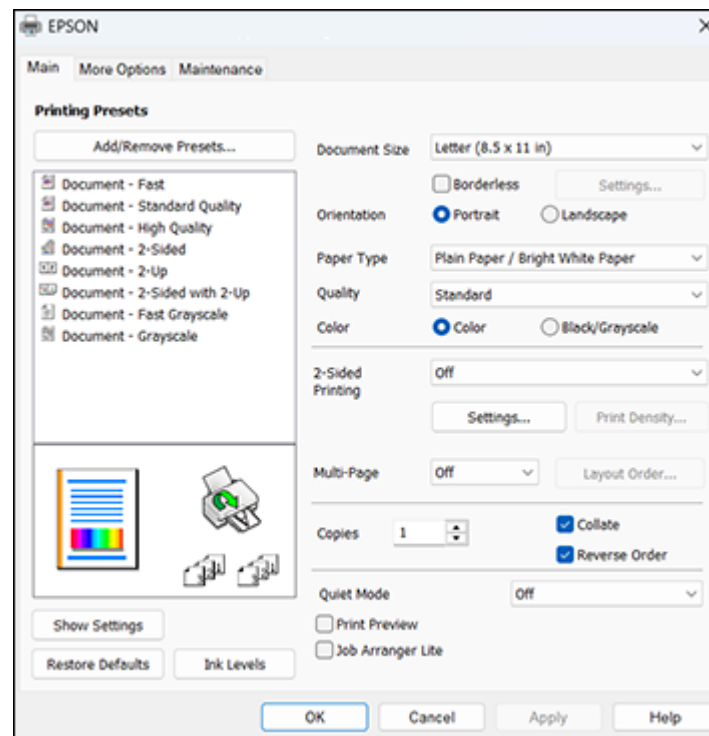 EPSON
Main More Options Maintenance
Printing Presets
Add/Remove Presets...
Document - Fast
Document - Standard Quality
Document - High Quality
Document - 2-Sided
Document - 2-Up
Document - 2-Sided with 2-Up
Document - Fast Grayscale
Document - Grayscale
Show Settings
Restore Defaults Ink Levels
Document Size Letter (8.5 x 11 in)
Borderless Settings...
Orientation Portrait Landscape
Paper Type Plain Paper / Bright White Paper
Quality Standard
Color Color Black/Grayscale
2-Sided Off
Printing
Settings... Print Density...
Multi-Page Off Layout Order...
Copies 1 Collate
Reverse Order
Quiet Mode Off
Print Preview
Job Arranger Lite
OK Cancel Apply Help